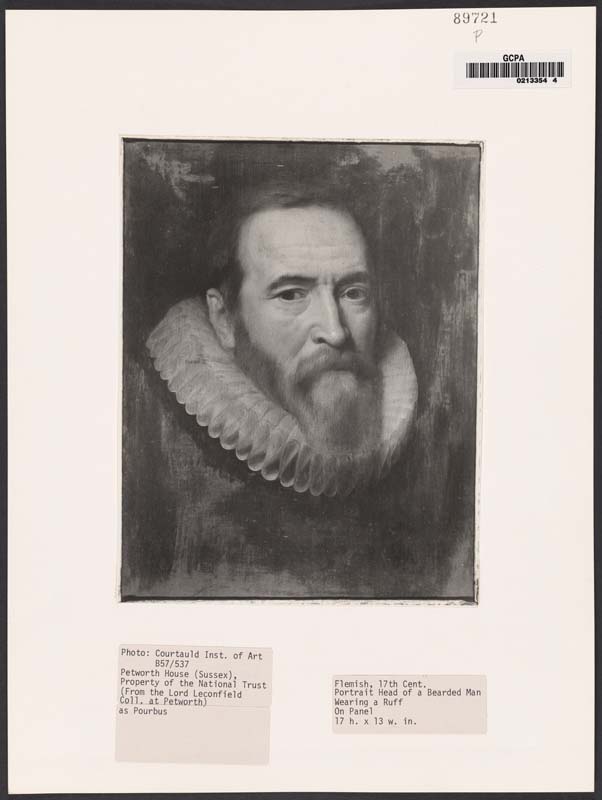 89721
P
GCPA
0213354 4
Photo: Courtauld Inst. of Art
B57/537
Petworth House (Sussex),
Property of the National Trust
(From the Lord Leconfield
Coll. at Petworth)
as Pourbus
Flemish, 17th Cent.
Portrait Head of a Bearded Man
Wearing a Ruff
On Panel
17 h. x 13 w. in.